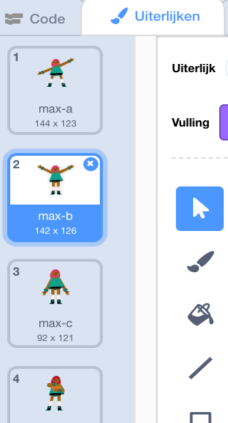 Code
Uiterlijken
1
max-a
144 x 123
2
max-b
142 x 126
3
max-c
92 x 121
4
Uiterlijk
Vulling